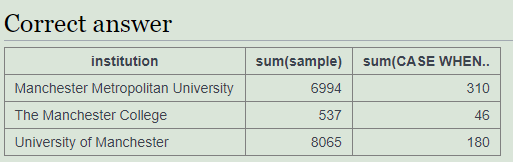 Correct answer
institution sum(sample) sum(CASE WHEN..
Manchester Metropolitan University 6994 310
The Manchester College 537 46
University of Manchester 8065 180